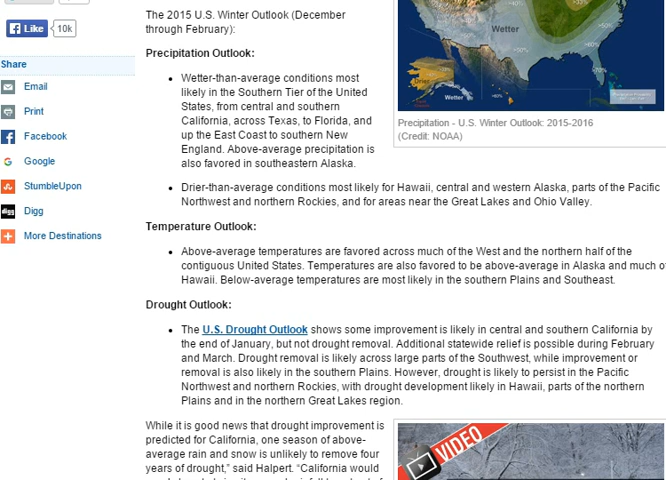 Like 10k
Share
Email
Print
Facebook
Google
StumbleUpon
Digg
More Destinations
The 2015 U.S. Winter Outlook (December
through February):
Precipitation Outlook:
Wetter-than-average conditions most
likely in the Southern Tier of the United
States, from central and southern
California, across Texas, to Florida, and
up the East Coast to southern New
England. Above-average precipitation is
also favored in southeastern Alaska.
Drier-than-average conditions most likely for Hawaii, central and western Alaska, parts of the Pacific
Northwest and northern Rockies, and for areas near the Great Lakes and Ohio Valley.
Temperature Outlook:
Above-average temperatures are favored across much of the West and the northern half of the
contiguous United States. Temperatures are also favored to be above-average in Alaska and much of
Hawaii. Below-average temperatures are most likely in the southern Plains and Southeast.
Drought Outlook:
The U.S. Drought Outlook shows some improvement is likely in central and southern California by
the end of January, but not drought removal. Additional statewide relief is possible during February
and March. Drought removal is likely across large parts of the Southwest, while improvement or
removal is also likely in the southern Plains. However, drought is likely to persist in the Pacific
Northwest and northern Rockies, with drought development likely in Hawaii, parts of the northern
Plains and in the northern Great Lakes region.
While it is good news that drought improvement is
predicted for California, one season of above-
average rain and snow is unlikely to remove four
years of drought,” said Halpert. “California would
Wetter
Wetter
Precipitation - U.S. Winter Outlook: 2015-2016
(Credit: NOAA)
VIDEO